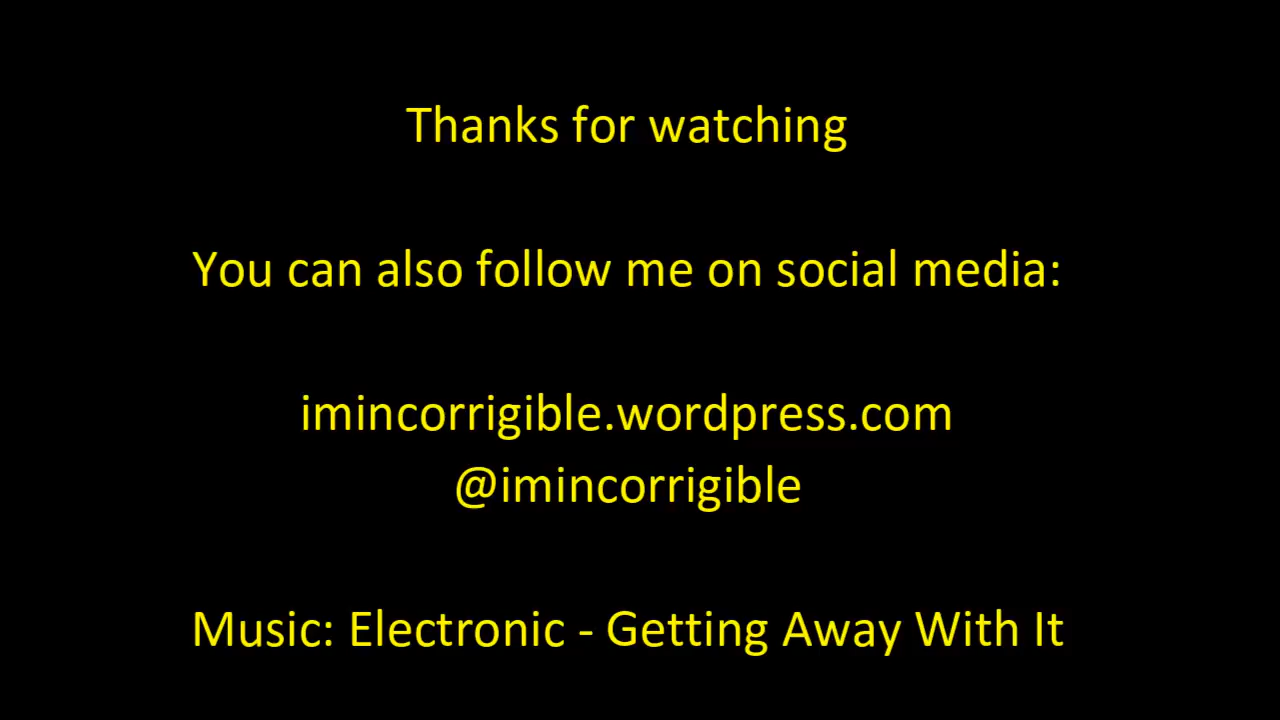 Thanks for watching
You can also follow me on social media:
imincorrigible.wordpress.com
@imincorrigible
Music: Electronic - Getting Away With It